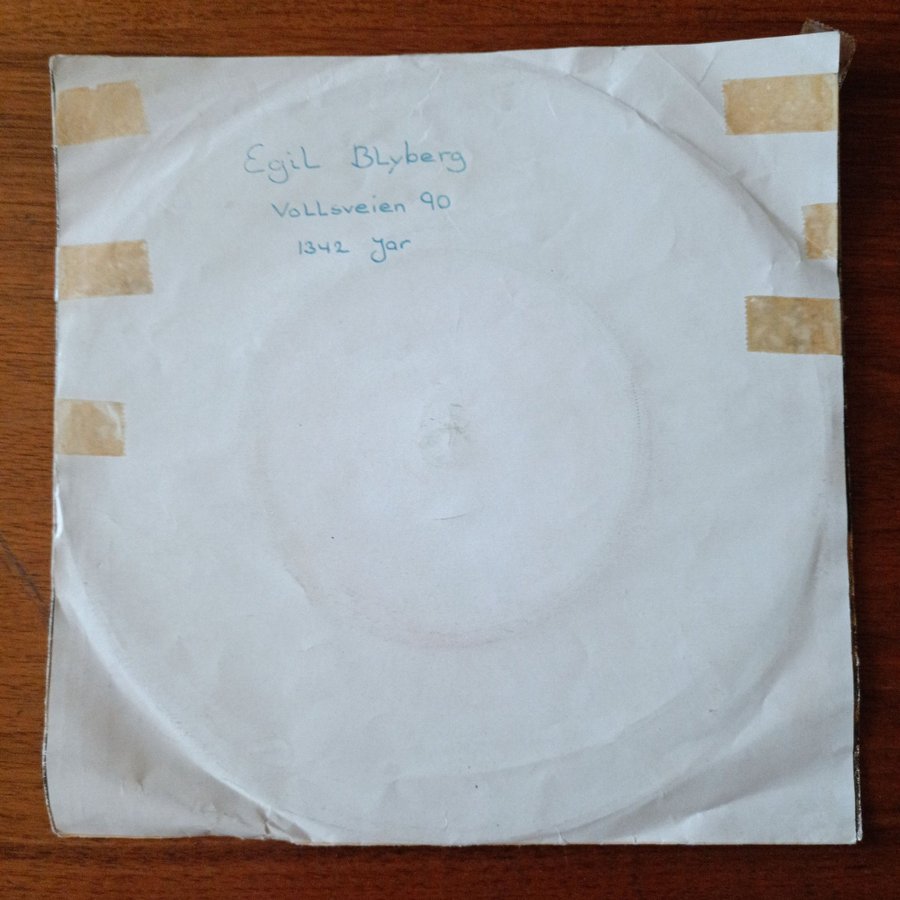 Egil Blyberg
Vollsveien 90
1342 Jar